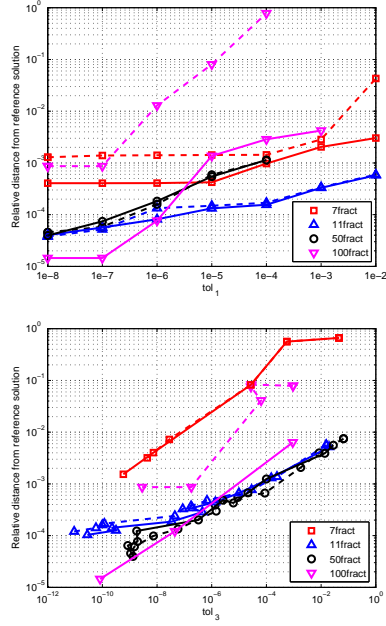 10^0
10^-1
10^-2
10^-3
10^-4
10^-5
Relative distance from reference solution
1e-8
1e-7
1e-6
1e-5
1e-4
1e-3
1e-2
tol_1
7fract
11fract
50fract
100fract
10^0
10^-1
10^-2
10^-3
10^-4
10^-5
Relative distance from reference solution
10^-12
10^-10
10^-8
10^-6
10^-4
10^-2
10^0
tol_3
7fract
11fract
50fract
100fract